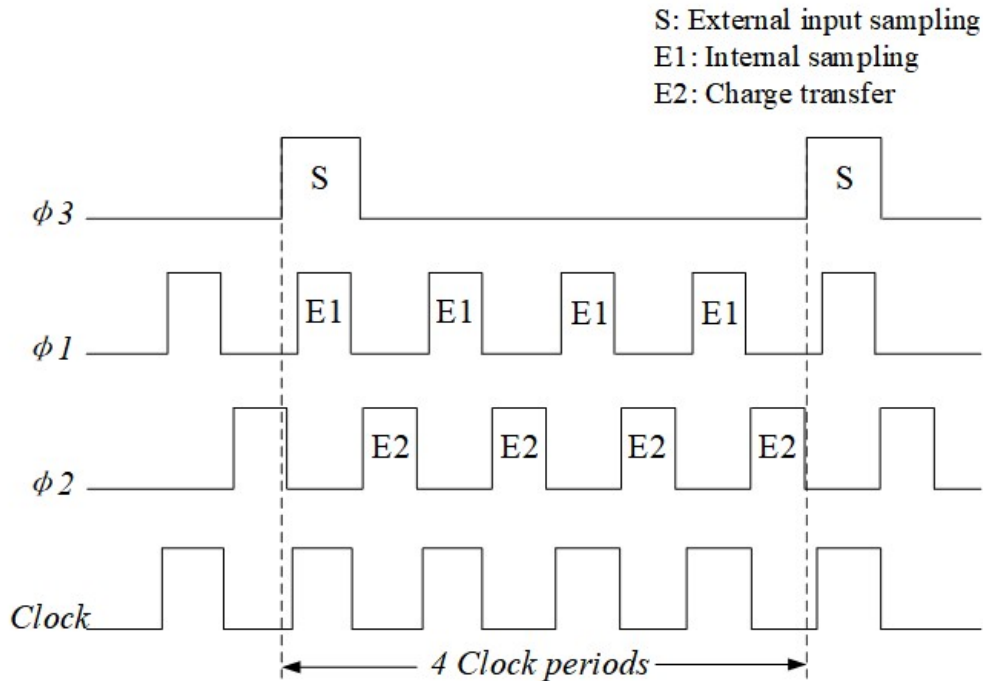 S: External input sampling
E1: Internal sampling
E2: Charge transfer
S S
ϕ3
E1 E1 E1 E1
ϕ1
E2 E2 E2 E2
ϕ2
Clock
4 Clock periods